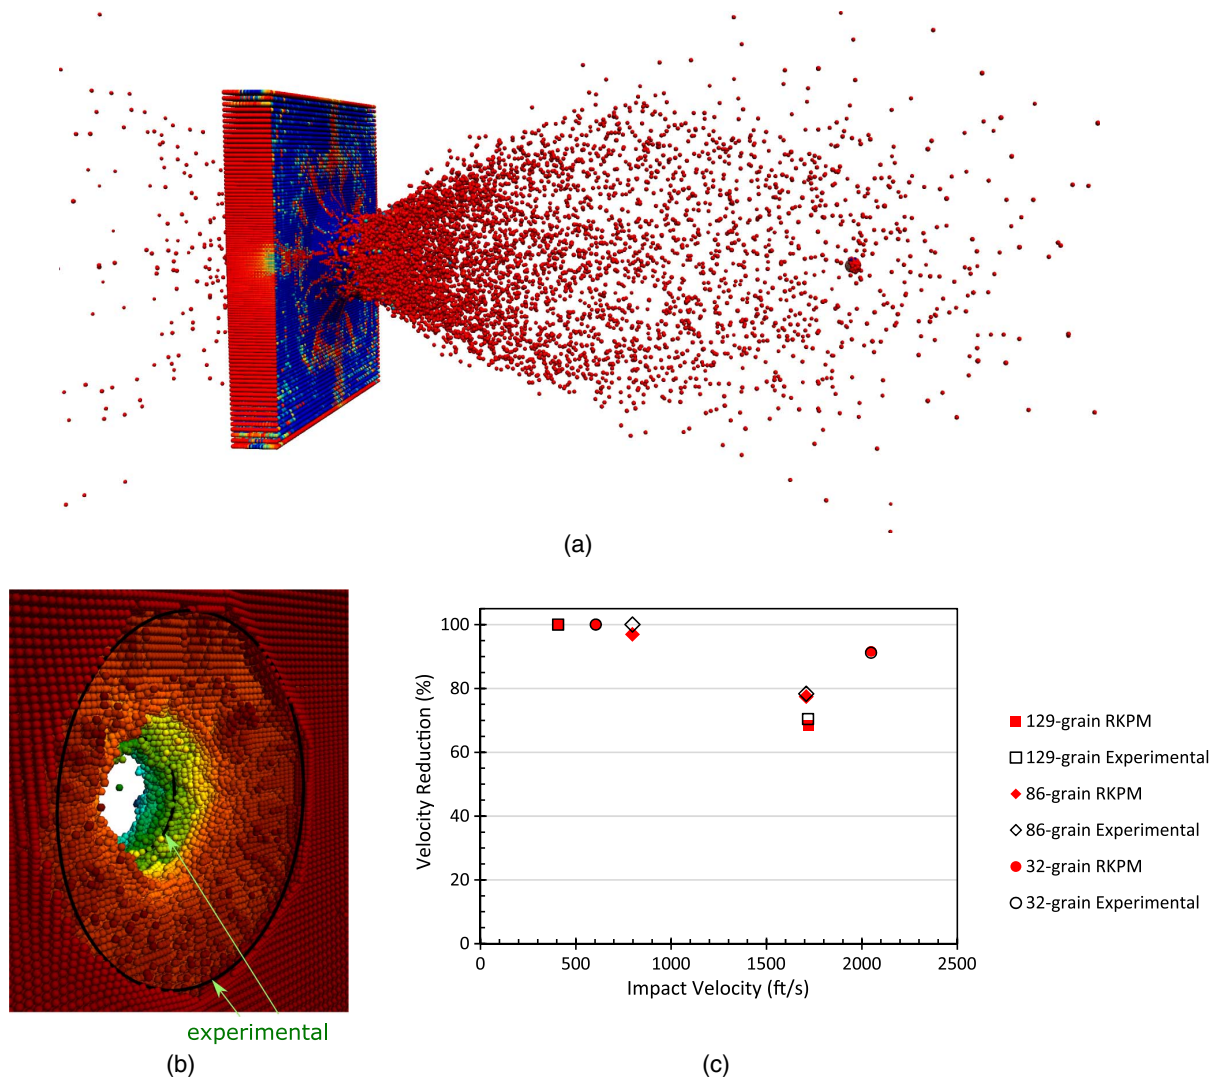 (a)
experimental
(b)
100
80
60
40
20
0
Velocity Reduction (%)
0 500 1000 1500 2000 2500
Impact Velocity (ft/s)
129-grain RKPM
129-grain Experimental
86-grain RKPM
86-grain Experimental
32-grain RKPM
32-grain Experimental
(c)